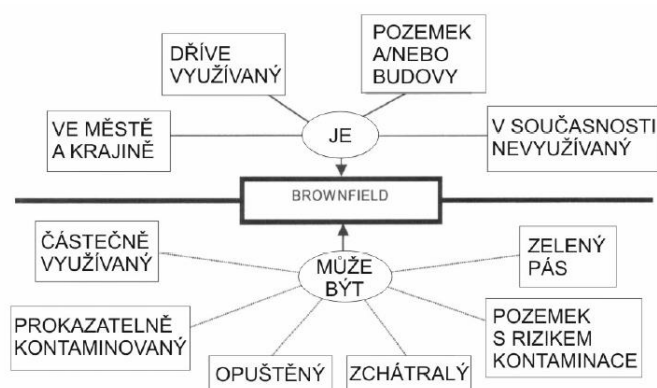 DŘÍVE
VYUŽÍVANÝ
POZEMEK
A/NEBO
BUDOVY
VE MĚSTĚ
A KRAJINĚ
JE
V SOUČASNOSTI
NEVYUŽÍVANÝ
BROWNFIELD
ČÁSTEČNĚ
VYUŽÍVANÝ
MŮŽE
BÝT
ZELENÝ
PÁS
PROKAZATELNĚ
KONTAMINOVANÝ
OPUŠTĚNÝ
ZCHÁTRALÝ
POZEMEK
S RIZIKEM
KONTAMINACE